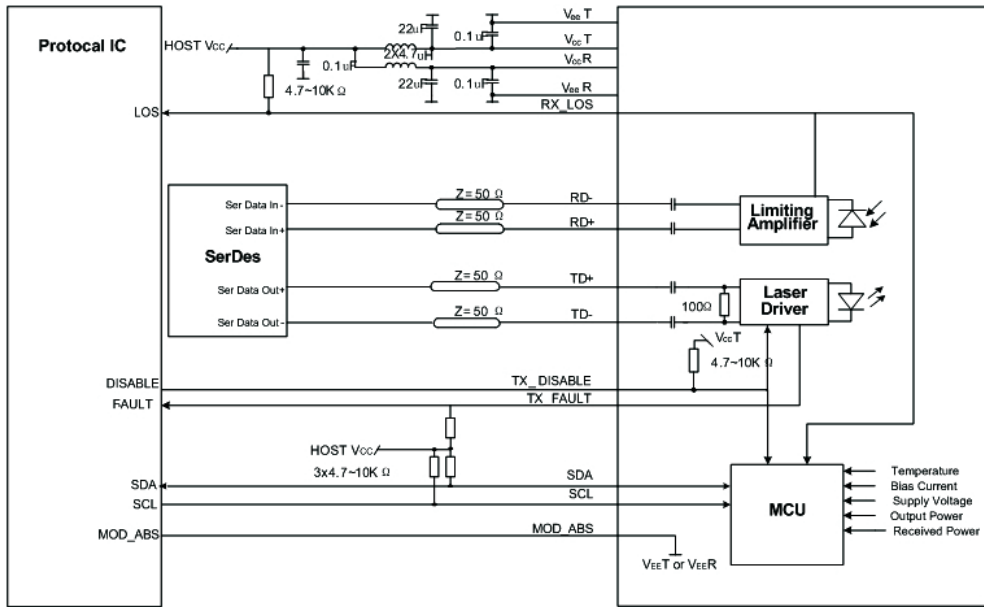 Protocal IC
HOST Vcc
22uF
0.1uF
VeeT
VccT
2X4.7uH
0.1uF
VccR
4.7~10K Ω
22uF
0.1uF
VeeR
LOS
RX_LOS
Ser Data In -
Z= 50 Ω
RD-
Limiting
Amplifier
Ser Data In+
Z= 50 Ω
RD+
SerDes
Ser Data Out+
Z= 50 Ω
TD+
Laser
Driver
100Ω
Ser Data Out -
Z= 50 Ω
TD-
VccT
4.7~10K Ω
DISABLE
TX_DISABLE
FAULT
TX_FAULT
HOST Vcc
3x4.7~10K Ω
SDA
SDA
SCL
SCL
MCU
Temperature
Bias Current
Supply Voltage
Output Power
Received Power
MOD_ABS
MOD_ABS
VEET or VEER